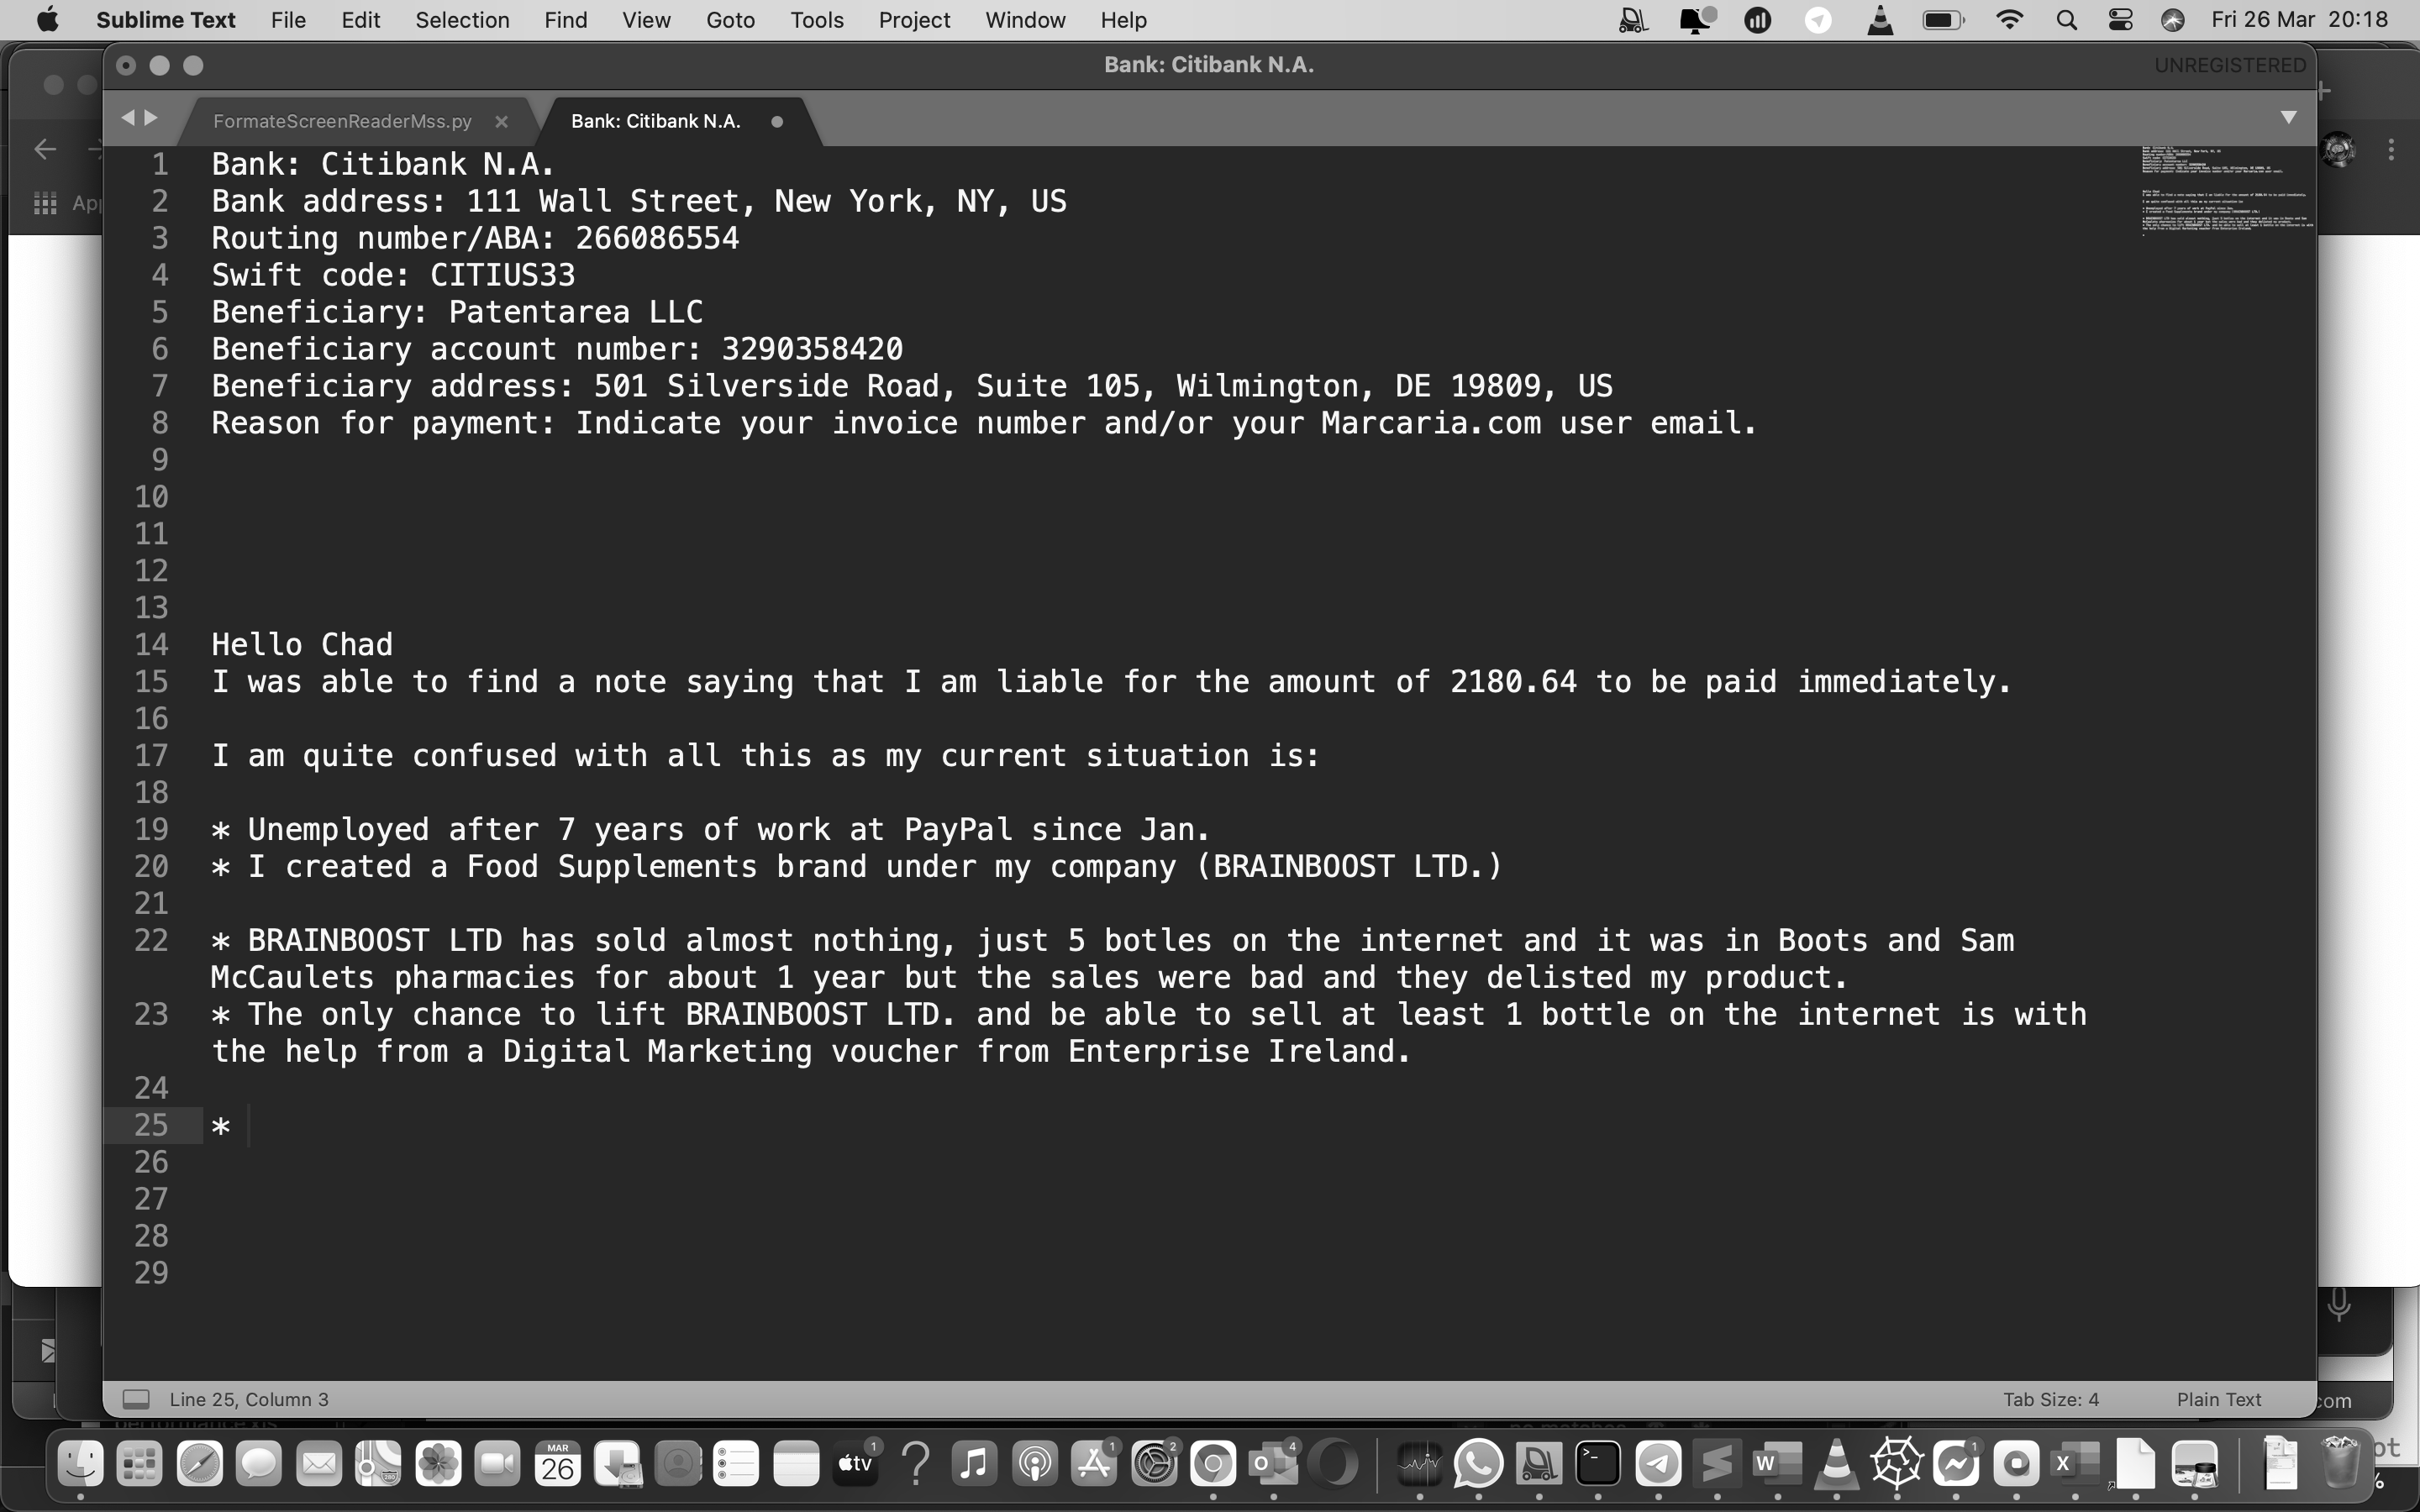 Sublime Text File Edit Selection Find View Goto Tools Project Window Help Fri 26 Mar 20:18
Bank: Citibank N.A. UNREGISTERED
FormateScreenReaderMss.py Bank: Citibank N.A.
1 Bank: Citibank N.A.
2 Bank address: 111 Wall Street, New York, NY, US
3 Routing number/ABA: 266086554
4 Swift code: CITIUS33
5 Beneficiary: Patentarea LLC
6 Beneficiary account number: 3290358420
7 Beneficiary address: 501 Silverside Road, Suite 105, Wilmington, DE 19809, US
8 Reason for payment: Indicate your invoice number and/or your Marcaria.com user email.
9
10
11
12
13
14 Hello Chad
15 I was able to find a note saying that I am liable for the amount of 2180.64 to be paid immediately.
16
17 I am quite confused with all this as my current situation is:
18
19 * Unemployed after 7 years of work at PayPal since Jan.
20 * I created a Food Supplements brand under my company (BRAINBOOST LTD.)
21
22 * BRAINBOOST LTD has sold almost nothing, just 5 botles on the internet and it was in Boots and Sam
McCaulets pharmacies for about 1 year but the sales were bad and they delisted my product.
23 * The only chance to lift BRAINBOOST LTD. and be able to sell at least 1 bottle on the internet is with
the help from a Digital Marketing voucher from Enterprise Ireland.
24
25 *
26
27
28
29
Line 25, Column 3 Tab Size: 4 Plain Text
com
MAR
26
tv